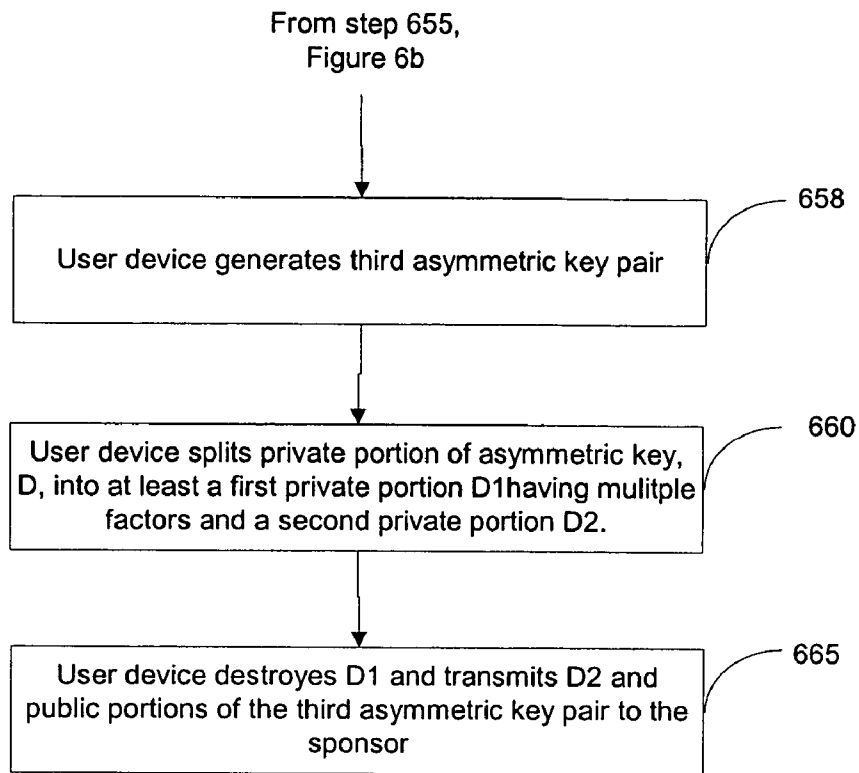 From step 655,
Figure 6b
658
User device generates third asymmetric key pair
660
User device splits private portion of asymmetric key,
D, into at least a first private portion D1having mulitple
factors and a second private portion D2.
665
User device destroyes D1 and transmits D2 and
public portions of the third asymmetric key pair to the
sponsor